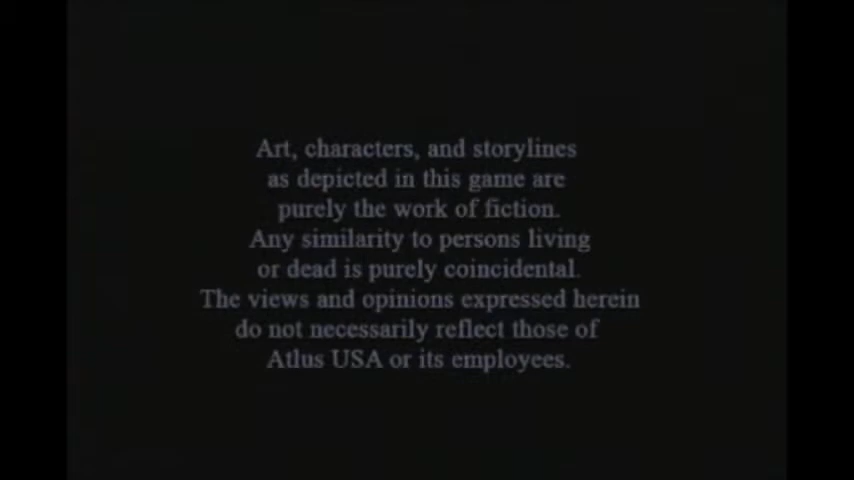 Art, characters, and storylines
as depicted in this game are
purely the work of fiction.
Any similarity to persons living
or dead is purely coincidental.
The views and opinions expressed herein
do not necessarily reflect those of
Atlus USA or its employees.